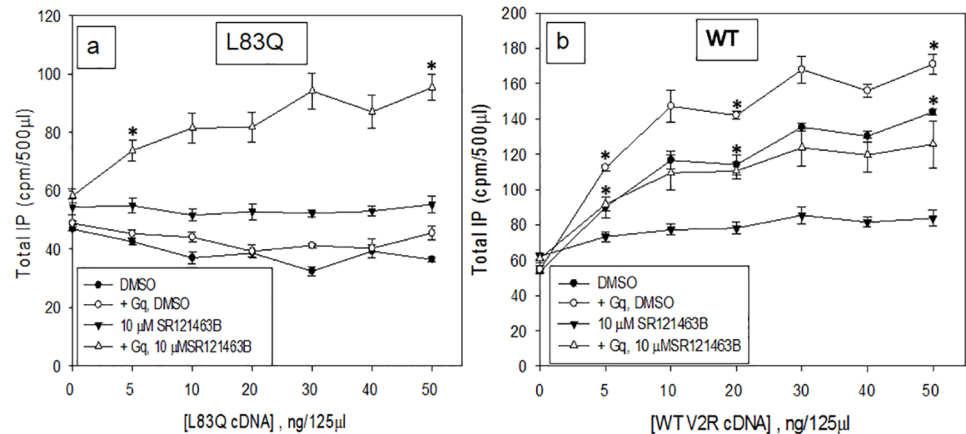 a
L83Q
Total IP (cpm/500µl)
120
100
80
60
40
20
0
*
*
DMSO
+ Gq, DMSO
10 µM SR121463B
+ Gq, 10 µMSR121463B
0 5 10 20 30 40 50
[L83Q cDNA] , ng/125µl
b
WT
Total IP (cpm/500µl)
200
180
160
140
120
100
80
60
40
20
0
*
*
*
*
*
*
DMSO
+ Gq, DMSO
10 µM SR121463B
+ Gq, 10 µMSR121463B
0 5 10 20 30 40 50
[WT V2R cDNA] , ng/125µl